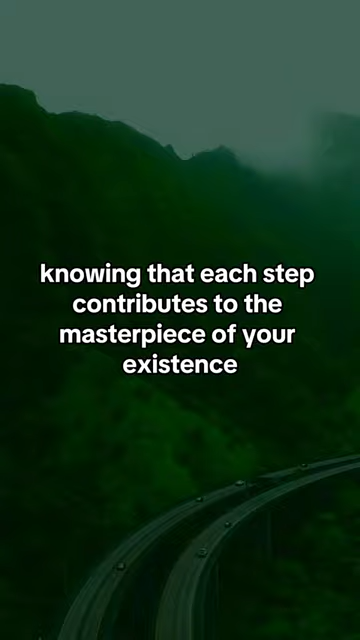 knowing that each step
contributes to the
masterpiece of your
existence